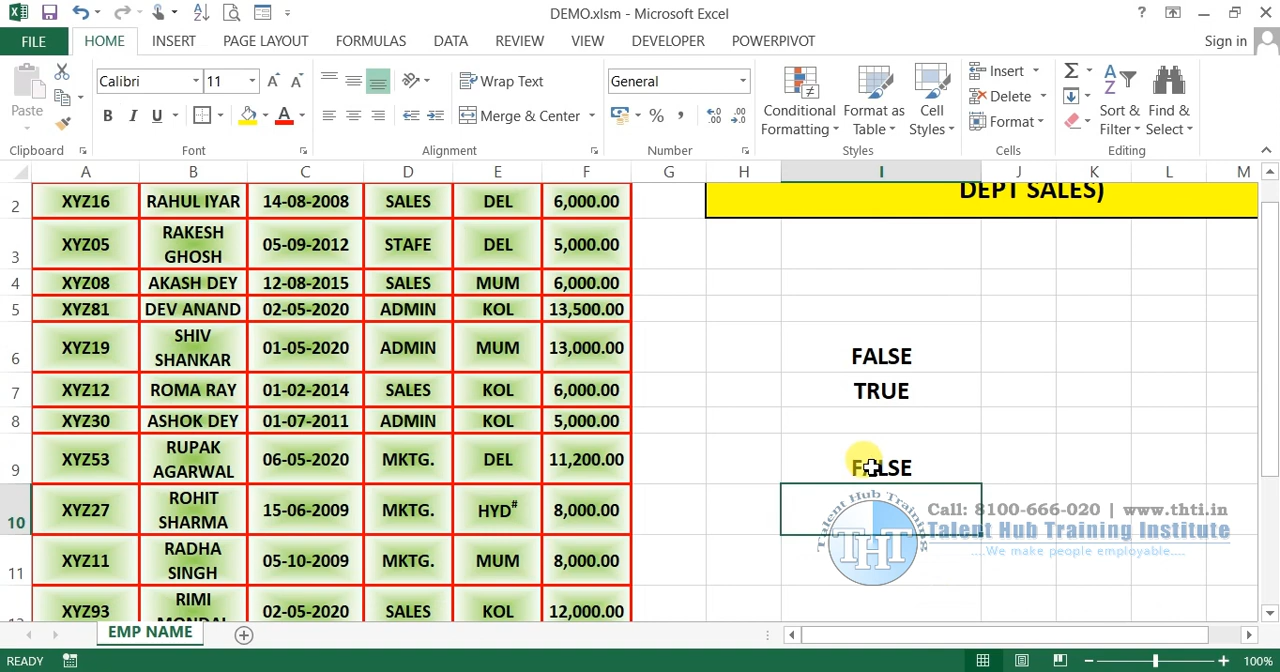 DEMO.xlsm - Microsoft Excel
FILE HOME INSERT PAGE LAYOUT FORMULAS DATA REVIEW VIEW DEVELOPER POWERPIVOT Sign in
Paste
Calibri 11
B I U
Wrap Text
Merge & Center
General
% ,
Conditional Formatting
Format as Table
Cell Styles
Insert
Delete
Format
Sort & Filter
Find & Select
Clipboard Font Alignment Number Styles Cells Editing
A B C D E F G H I J K L M
2 XYZ16 RAHUL IYAR 14-08-2008 SALES DEL 6,000.00 DEPT SALES)
3 XYZ05 RAKESH GHOSH 05-09-2012 STAFE DEL 5,000.00
4 XYZ08 AKASH DEY 12-08-2015 SALES MUM 6,000.00
5 XYZ81 DEV ANAND 02-05-2020 ADMIN KOL 13,500.00
6 XYZ19 SHIV SHANKAR 01-05-2020 ADMIN MUM 13,000.00 FALSE
7 XYZ12 ROMA RAY 01-02-2014 SALES KOL 6,000.00 TRUE
8 XYZ30 ASHOK DEY 01-07-2011 ADMIN KOL 5,000.00
9 XYZ53 RUPAK AGARWAL 06-05-2020 MKTG. DEL 11,200.00 FALSE
10 XYZ27 ROHIT SHARMA 15-06-2009 MKTG. HYD# 8,000.00
11 XYZ11 RADHA SINGH 05-10-2009 MKTG. MUM 8,000.00
XYZ93 RIMI 02-05-2020 SALES KOL 12,000.00
Talent Hub Training
THT
Call: 8100-666-020 | www.thti.in
Talent Hub Training Institute
....We make people employable....
EMP NAME
READY 100%